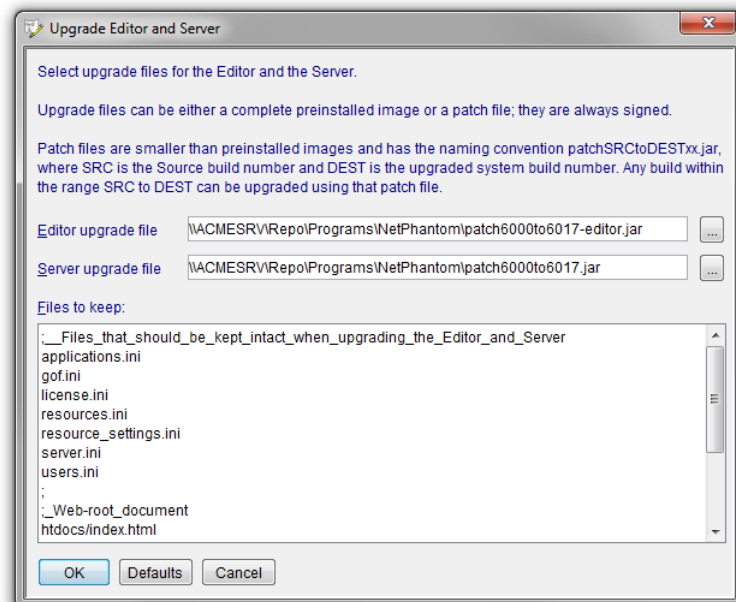 Upgrade Editor and Server
Select upgrade files for the Editor and the Server.
Upgrade files can be either a complete preinstalled image or a patch file; they are always signed.
Patch files are smaller than preinstalled images and has the naming convention patchSRCtoDESTxx.jar,
where SRC is the Source build number and DEST is the upgraded system build number. Any build within
the range SRC to DEST can be upgraded using that patch file.
Editor upgrade file \\ACMESRV\Repo\Programs\NetPhantom\patch6000to6017-editor.jar ...
Server upgrade file \\ACMESRV\Repo\Programs\NetPhantom\patch6000to6017.jar ...
Files to keep:
;__Files_that_should_be_kept_intact_when_upgrading_the_Editor_and_Server
applications.ini
gof.ini
license.ini
resources.ini
resource_settings.ini
server.ini
users.ini
;
;_Web-root_document
htdocs/index.html
OK Defaults Cancel